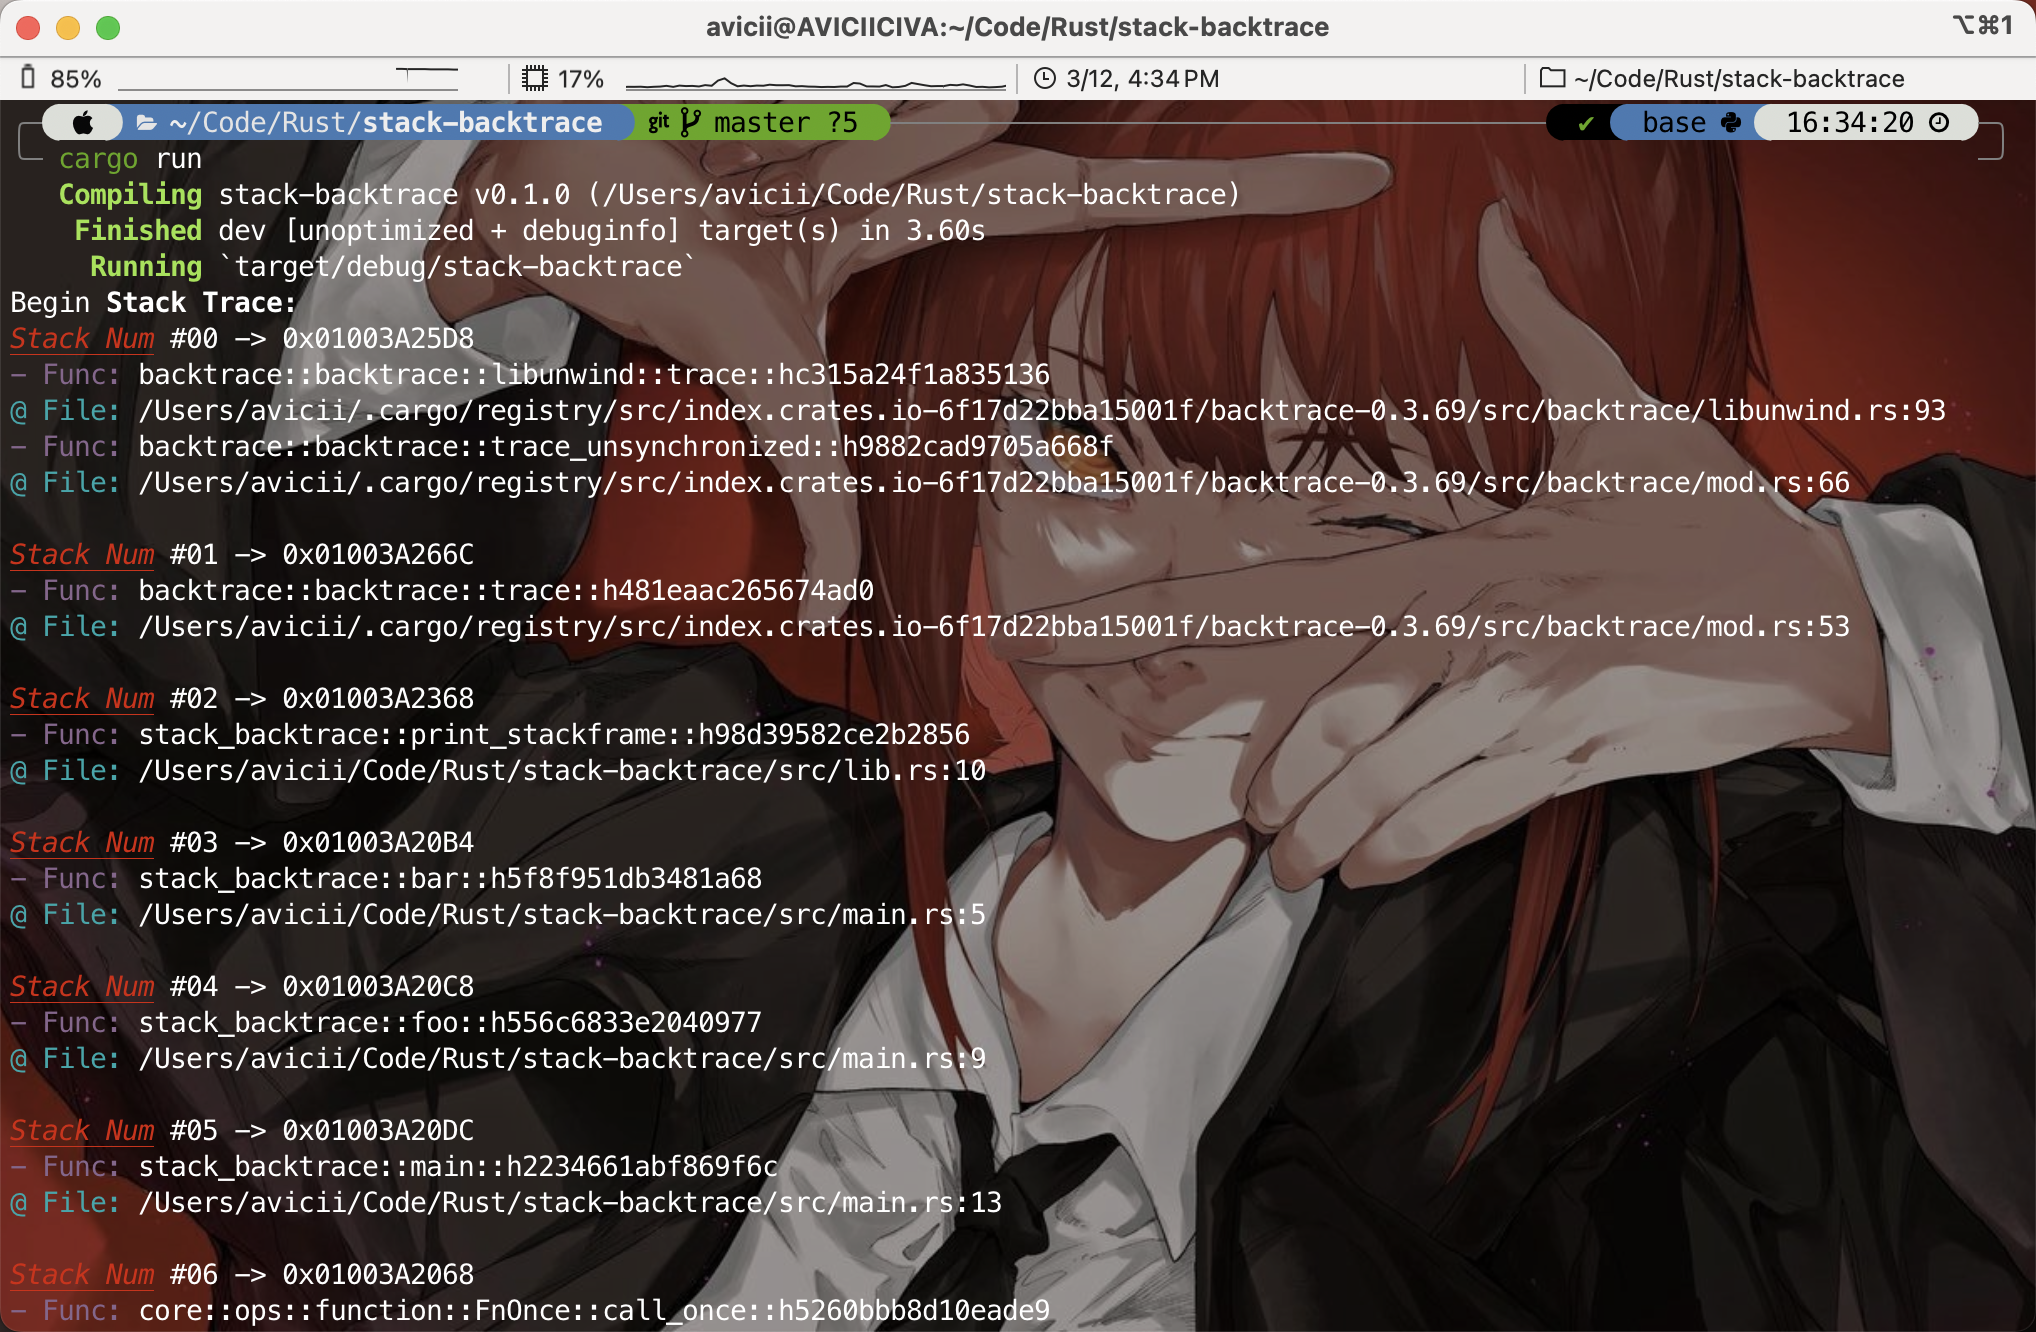 avicii@AVICIICIVA:~/Code/Rust/stack-backtrace ⌥⌘1
85% 17% 3/12, 4:34 PM ~/Code/Rust/stack-backtrace
~/Code/Rust/stack-backtrace git master ?5 ✔ base 16:34:20
cargo run
Compiling stack-backtrace v0.1.0 (/Users/avicii/Code/Rust/stack-backtrace)
Finished dev [unoptimized + debuginfo] target(s) in 3.60s
Running `target/debug/stack-backtrace`
Begin Stack Trace:
Stack Num #00 -> 0x01003A25D8
- Func: backtrace::backtrace::libunwind::trace::hc315a24f1a835136
@ File: /Users/avicii/.cargo/registry/src/index.crates.io-6f17d22bba15001f/backtrace-0.3.69/src/backtrace/libunwind.rs:93
- Func: backtrace::backtrace::trace_unsynchronized::h9882cad9705a668f
@ File: /Users/avicii/.cargo/registry/src/index.crates.io-6f17d22bba15001f/backtrace-0.3.69/src/backtrace/mod.rs:66
Stack Num #01 -> 0x01003A266C
- Func: backtrace::backtrace::trace::h481eaac265674ad0
@ File: /Users/avicii/.cargo/registry/src/index.crates.io-6f17d22bba15001f/backtrace-0.3.69/src/backtrace/mod.rs:53
Stack Num #02 -> 0x01003A2368
- Func: stack_backtrace::print_stackframe::h98d39582ce2b2856
@ File: /Users/avicii/Code/Rust/stack-backtrace/src/lib.rs:10
Stack Num #03 -> 0x01003A20B4
- Func: stack_backtrace::bar::h5f8f951db3481a68
@ File: /Users/avicii/Code/Rust/stack-backtrace/src/main.rs:5
Stack Num #04 -> 0x01003A20C8
- Func: stack_backtrace::foo::h556c6833e2040977
@ File: /Users/avicii/Code/Rust/stack-backtrace/src/main.rs:9
Stack Num #05 -> 0x01003A20DC
- Func: stack_backtrace::main::h2234661abf869f6c
@ File: /Users/avicii/Code/Rust/stack-backtrace/src/main.rs:13
Stack Num #06 -> 0x01003A2068
- Func: core::ops::function::FnOnce::call_once::h5260bbb8d10eade9